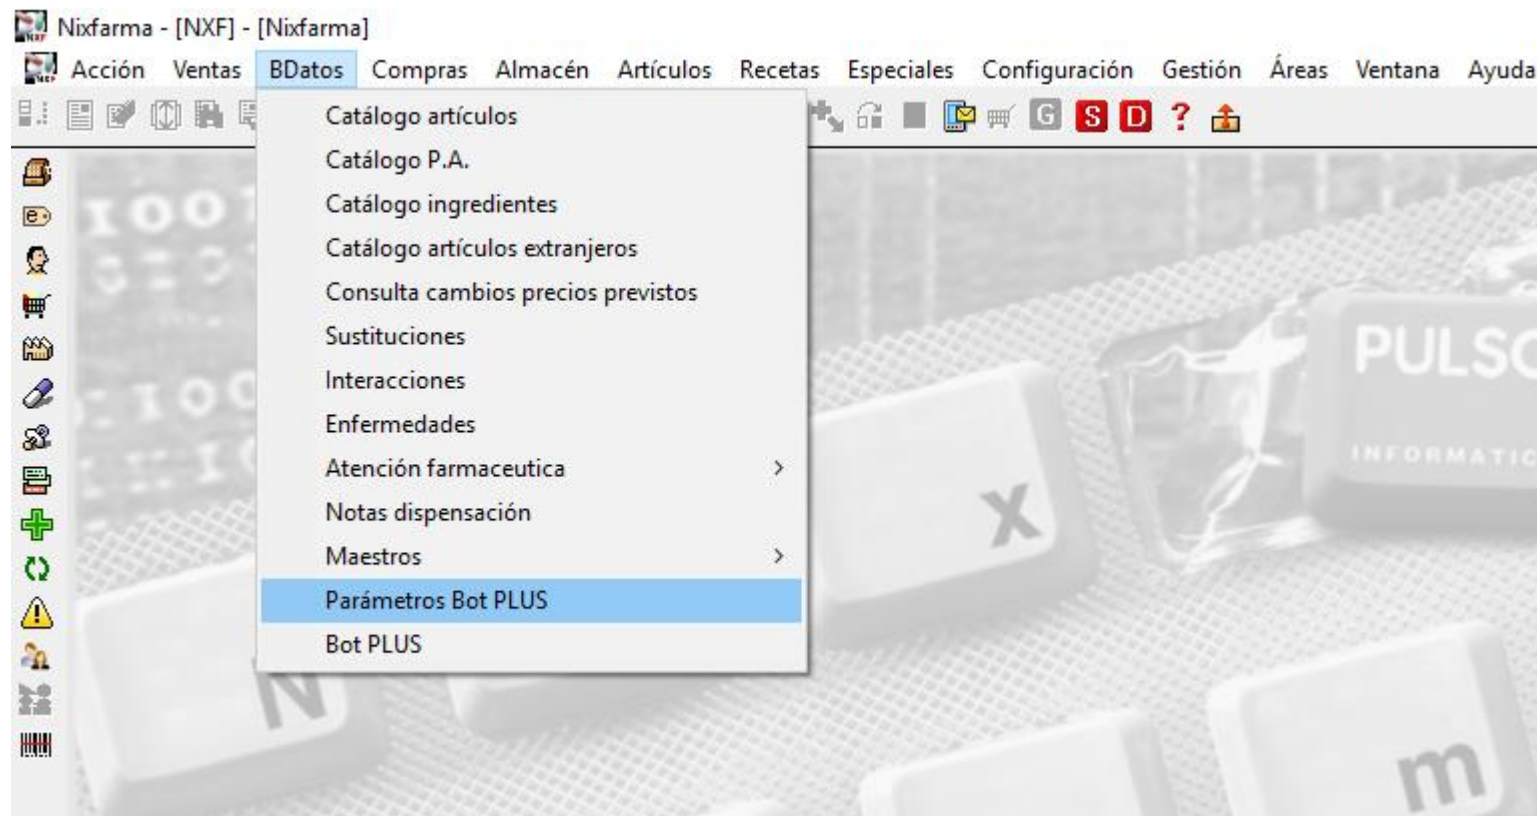 Nixfarma - [NXF] - [Nixfarma]
Acción Ventas BDatos Compras Almacén Artículos Recetas Especiales Configuración Gestión Áreas Ventana Ayuda
G S D ?
Catálogo artículos
Catálogo P.A.
Catálogo ingredientes
Catálogo artículos extranjeros
Consulta cambios precios previstos
Sustituciones
Interacciones
Enfermedades
Atención farmaceutica
Notas dispensación
Maestros
Parámetros Bot PLUS
Bot PLUS
PULSO
INFORMATIC
N
x
m